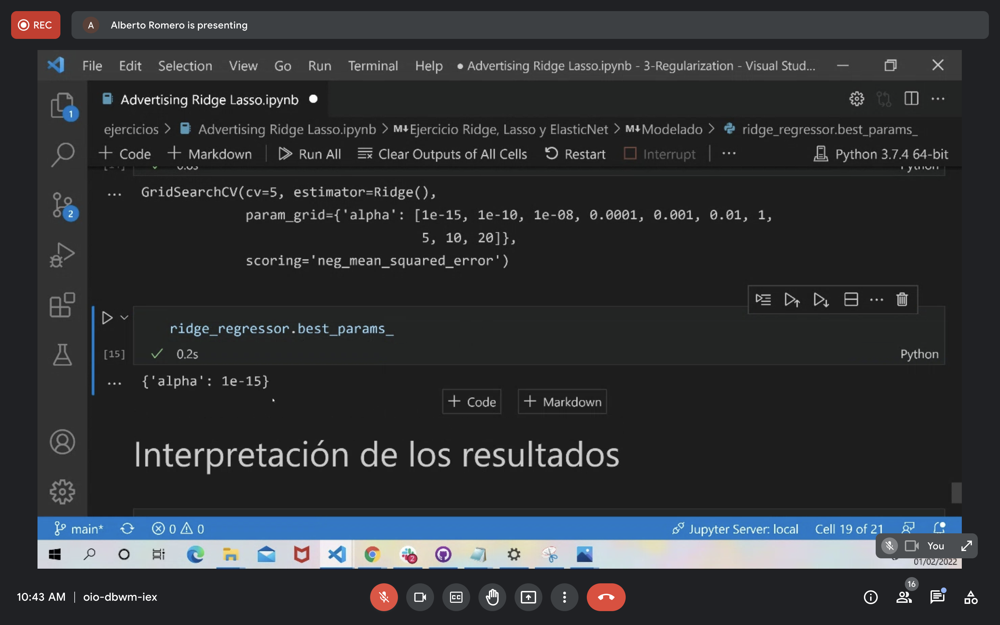 REC
A
Alberto Romero is presenting
File Edit Selection View Go Run Terminal Help ● Advertising Ridge Lasso.ipynb - 3-Regularization - Visual Stud...
1
Advertising Ridge Lasso.ipynb
ejercicios > Advertising Ridge Lasso.ipynb > M↓Ejercicio Ridge, Lasso y ElasticNet > M↓Modelado > ridge_regressor.best_params_
+ Code + Markdown Run All Clear Outputs of All Cells Restart Interrupt ... Python 3.7.4 64-bit
Python
... GridSearchCV(cv=5, estimator=Ridge(),
param_grid={'alpha': [1e-15, 1e-10, 1e-08, 0.0001, 0.001, 0.01, 1,
2
5, 10, 20]},
scoring='neg_mean_squared_error')
ridge_regressor.best_params_
[15] 0.2s
Python
... {'alpha': 1e-15}
+ Code + Markdown
Interpretación de los resultados
main* 0 0
Jupyter Server: local Cell 19 of 21
2
You
01/02/2022
10:43 AM | oio-dbwm-iex
CC
16